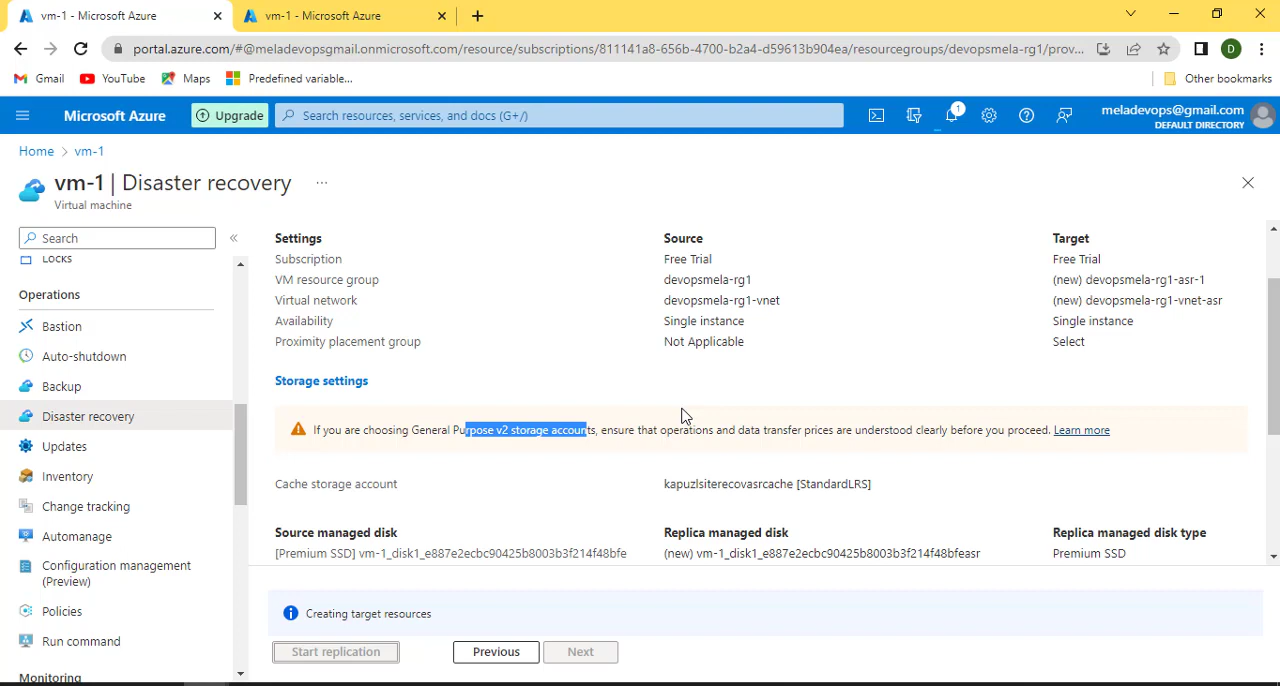 vm-1 - Microsoft Azure
vm-1 - Microsoft Azure
portal.azure.com/#@meladevopsgmail.onmicrosoft.com/resource/subscriptions/811141a8-656b-4700-b2a4-d59613b904ea/resourcegroups/devopsmela-rg1/prov...
D
Gmail
YouTube
Maps
Predefined variable...
Other bookmarks
Microsoft Azure
Upgrade
Search resources, services, and docs (G+/)
1
meladevops@gmail.com
DEFAULT DIRECTORY
Home > vm-1
vm-1 | Disaster recovery ...
Virtual machine
Search
«
Locks
Operations
Bastion
Auto-shutdown
Backup
Disaster recovery
Updates
Inventory
Change tracking
Automanage
Configuration management
(Preview)
Policies
Run command
Monitoring
Settings Source Target
Subscription Free Trial Free Trial
VM resource group devopsmela-rg1 (new) devopsmela-rg1-asr-1
Virtual network devopsmela-rg1-vnet (new) devopsmela-rg1-vnet-asr
Availability Single instance Single instance
Proximity placement group Not Applicable Select
Storage settings
If you are choosing General Purpose v2 storage accounts, ensure that operations and data transfer prices are understood clearly before you proceed. Learn more
Cache storage account kapuzlsiterecovasrcache [StandardLRS]
Source managed disk Replica managed disk Replica managed disk type
[Premium SSD] vm-1_disk1_e887e2ecbc90425b8003b3f214f48bfe (new) vm-1_disk1_e887e2ecbc90425b8003b3f214f48bfeasr Premium SSD
Creating target resources
Start replication
Previous
Next